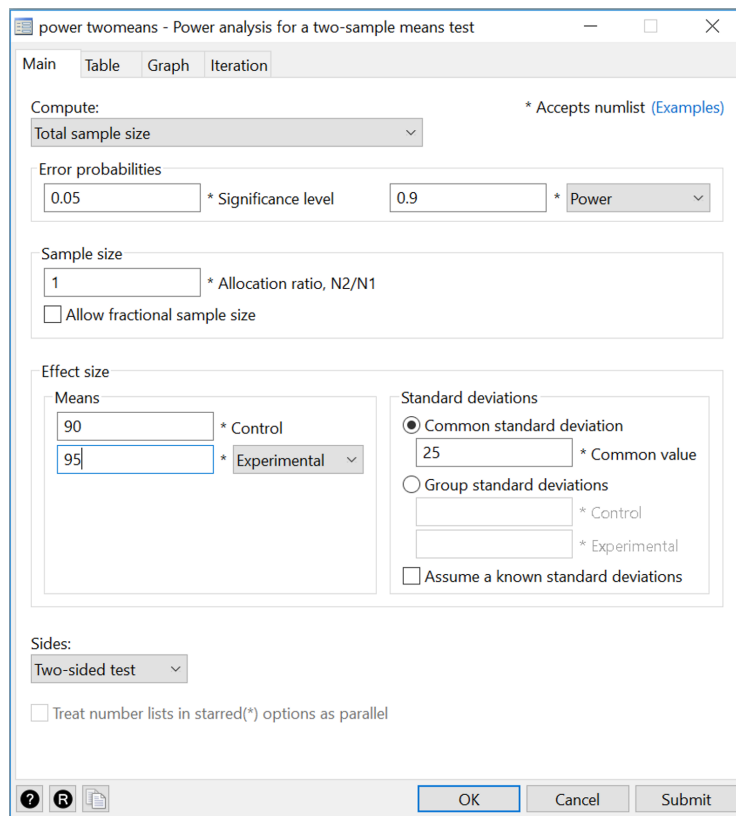 power twomeans - Power analysis for a two-sample means test
Main Table Graph Iteration
Compute: * Accepts numlist (Examples)
Total sample size
Error probabilities
0.05 * Significance level 0.9 * Power
Sample size
1 * Allocation ratio, N2/N1
Allow fractional sample size
Effect size
Means
90 * Control
95 * Experimental
Standard deviations
Common standard deviation
25 * Common value
Group standard deviations
* Control
* Experimental
Assume a known standard deviations
Sides:
Two-sided test
Treat number lists in starred(*) options as parallel
? R OK Cancel Submit